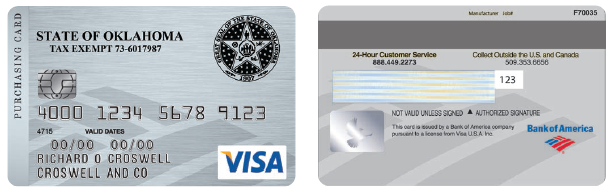 PURCHASING CARD
STATE OF OKLAHOMA
TAX EXEMPT 73-6017987
GREAT SEAL OF THE STATE OF OKLAHOMA
1907
4000 1234 5678 9123
4716 VALID DATES
00/00 00/00
RICHARD O CROSWELL
CROSWELL AND CO
VISA
Manufacturer Job# F70035
24-Hour Customer Service
888.449.2273
Collect Outside the U.S. and Canada
509.353.6656
123
NOT VALID UNLESS SIGNED ▲ AUTHORIZED SIGNATURE
This card is issued by a Bank of America company
pursuant to a license from Visa U.S.A. Inc.
Bank of America